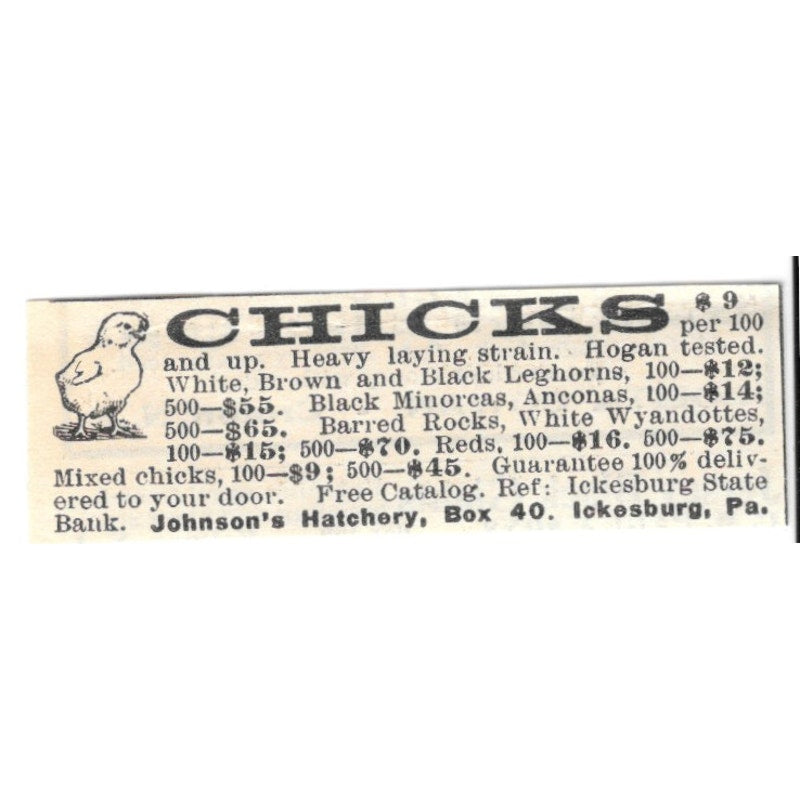 CHICKS $9
per 100
and up. Heavy laying strain. Hogan tested.
White, Brown and Black Leghorns, 100—$12;
500—$55. Black Minorcas, Anconas, 100—$14;
500—$65. Barred Rocks, White Wyandottes,
100—$15; 500—$70. Reds, 100—$16. 500—$75.
Mixed chicks, 100—$9; 500—$45. Guarantee 100% deliv-
ered to your door. Free Catalog. Ref: Ickesburg State
Bank. Johnson's Hatchery, Box 40. Ickesburg, Pa.